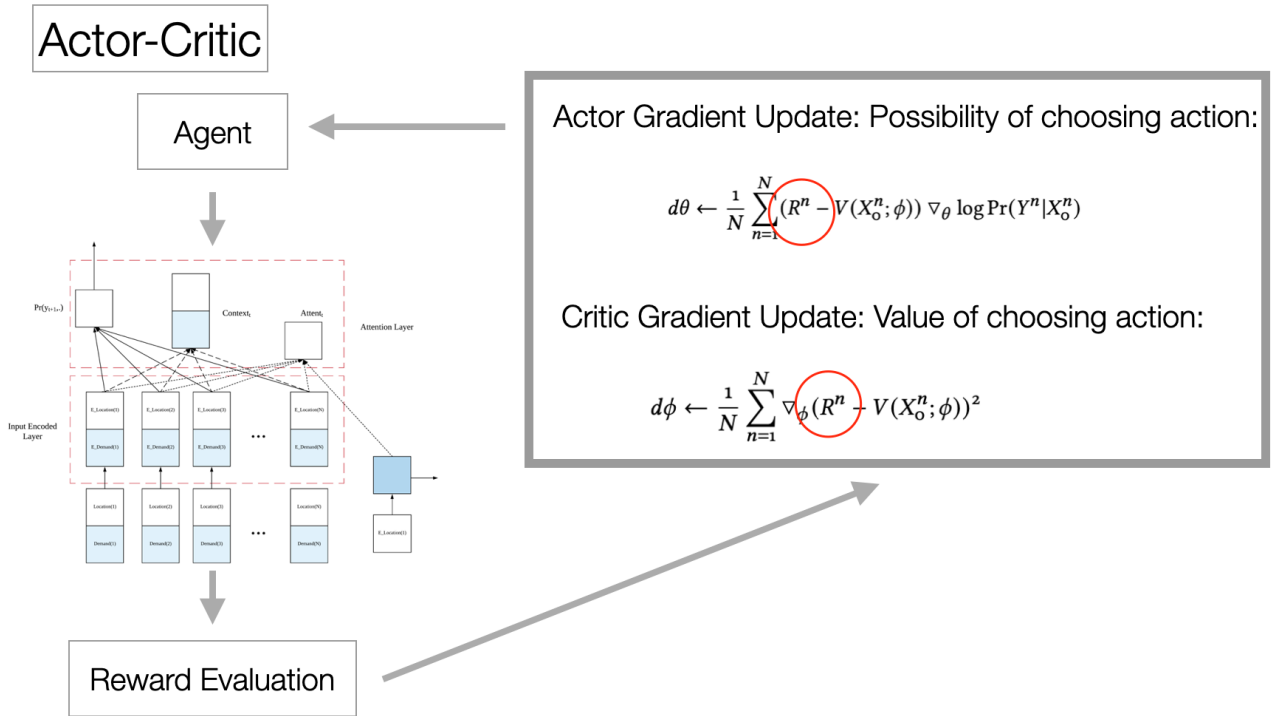 Actor-Critic
Agent
Actor Gradient Update: Possibility of choosing action:
dθ ← 1/N ∑_{n=1}^{N} (R^n − V(X_o^n; ϕ)) ▽_θ log Pr(Y^n|X_o^n)
Critic Gradient Update: Value of choosing action:
dϕ ← 1/N ∑_{n=1}^{N} ▽_ϕ (R^n − V(X_o^n; ϕ))²
Pr(y_{t+1},.)
Context_t
Attent_t
Attention Layer
Input Encoded
Layer
E_Location(1) E_Location(2) E_Location(3) E_Location(N)
E_Demand(1) E_Demand(2) E_Demand(3) ... E_Demand(N)
Location(1) Location(2) Location(3) Location(N)
Demand(1) Demand(2) Demand(3) ... Demand(N)
E_Location(1)
Reward Evaluation